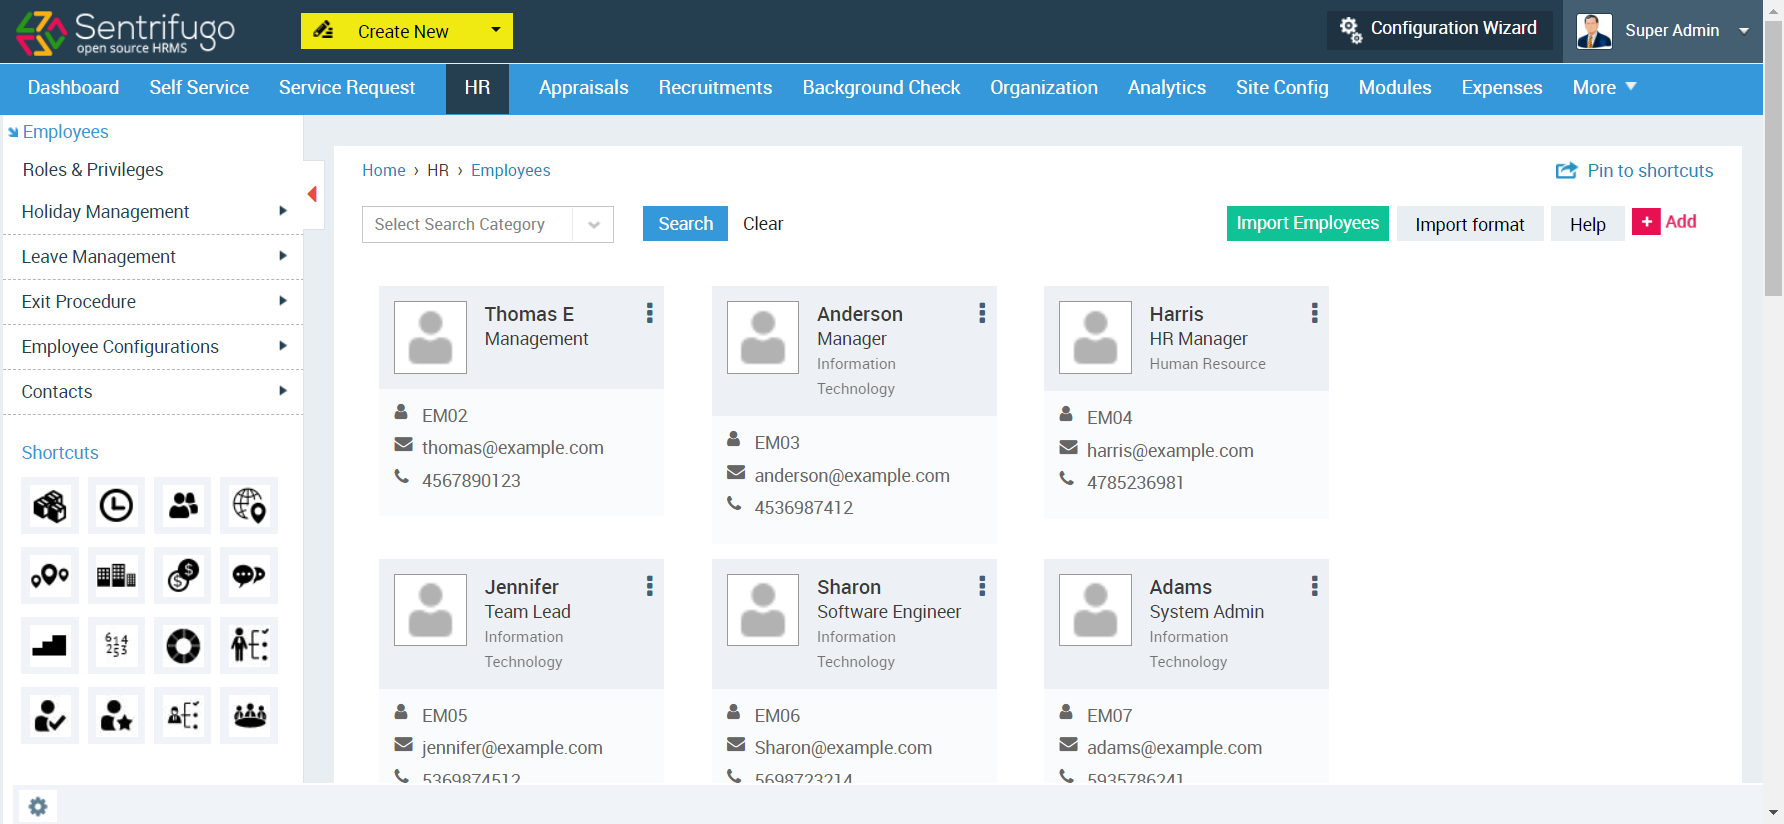 Sentrifugo
open source HRMS
Create New
Configuration Wizard
Super Admin
Dashboard Self Service Service Request HR Appraisals Recruitments Background Check Organization Analytics Site Config Modules Expenses More
Employees
Roles & Privileges
Holiday Management
Leave Management
Exit Procedure
Employee Configurations
Contacts
Shortcuts
614
253
Home › HR › Employees
Pin to shortcuts
Select Search Category
Search
Clear
Import Employees
Import format
Help
+ Add
Thomas E
Management
EM02
thomas@example.com
4567890123
Anderson
Manager
Information
Technology
EM03
anderson@example.com
4536987412
Harris
HR Manager
Human Resource
EM04
harris@example.com
4785236981
Jennifer
Team Lead
Information
Technology
EM05
jennifer@example.com
5369874512
Sharon
Software Engineer
Information
Technology
EM06
Sharon@example.com
5698723214
Adams
System Admin
Information
Technology
EM07
adams@example.com
5935786241